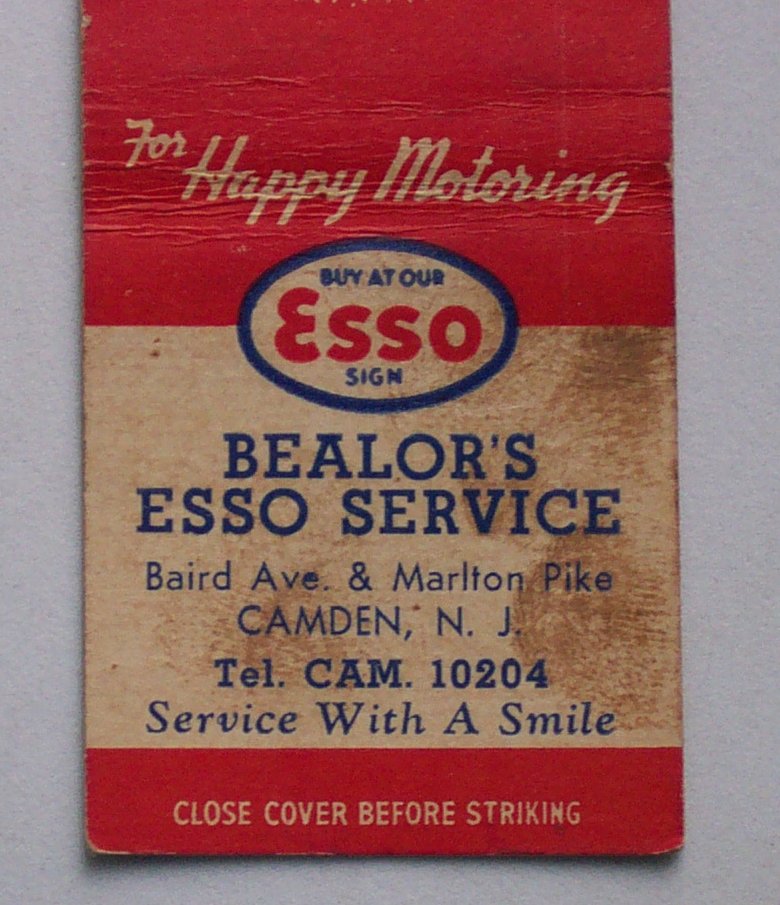 For
Happy Motoring
BUY AT OUR
Esso
SIGN
BEALOR'S
ESSO SERVICE
Baird Ave. & Marlton Pike
CAMDEN, N. J.
Tel. CAM. 10204
Service With A Smile
CLOSE COVER BEFORE STRIKING